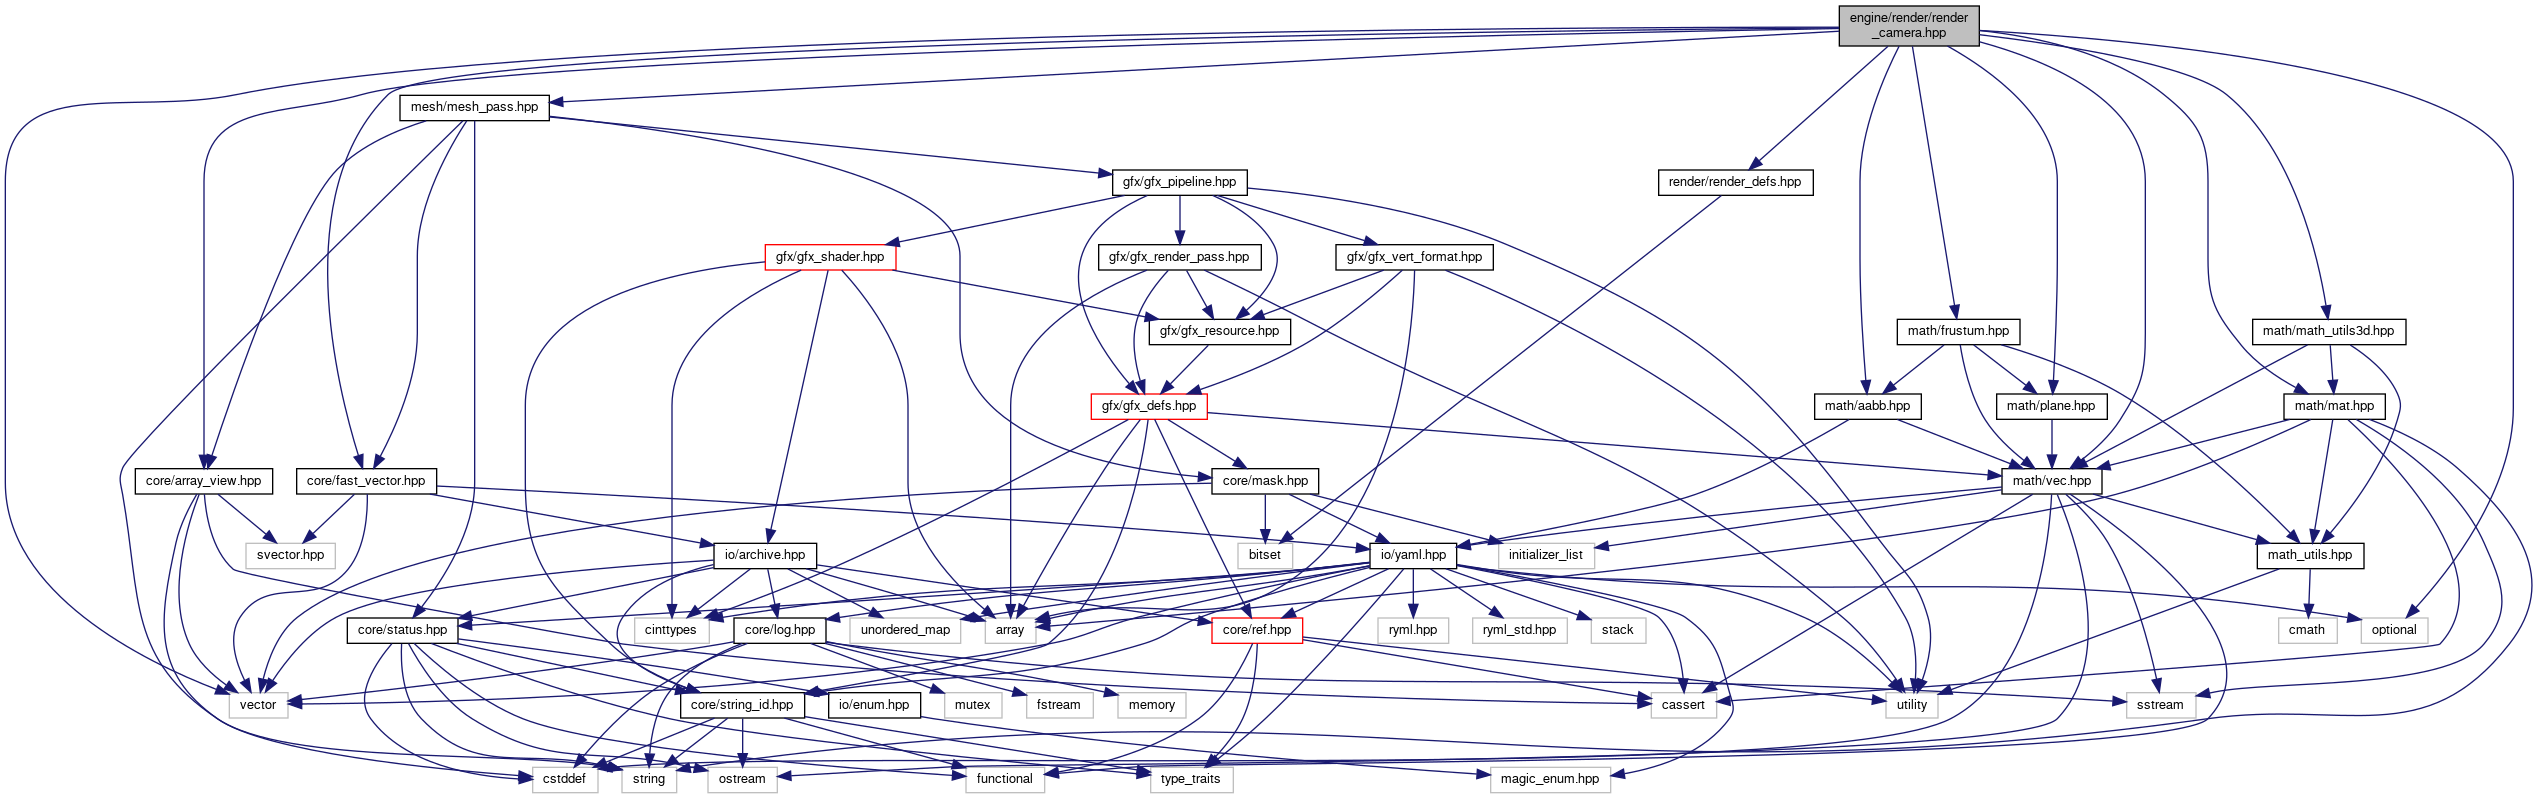 engine/render/render
_camera.hpp
mesh/mesh_pass.hpp
gfx/gfx_pipeline.hpp
render/render_defs.hpp
gfx/gfx_shader.hpp
gfx/gfx_render_pass.hpp
gfx/gfx_vert_format.hpp
gfx/gfx_resource.hpp
math/frustum.hpp
math/math_utils3d.hpp
gfx/gfx_defs.hpp
math/aabb.hpp
math/plane.hpp
math/mat.hpp
core/array_view.hpp
core/fast_vector.hpp
core/mask.hpp
math/vec.hpp
svector.hpp
io/archive.hpp
bitset
io/yaml.hpp
initializer_list
math_utils.hpp
core/status.hpp
cinttypes
core/log.hpp
unordered_map
array
core/ref.hpp
ryml.hpp
ryml_std.hpp
stack
cmath
optional
vector
core/string_id.hpp
io/enum.hpp
mutex
fstream
memory
cassert
utility
sstream
cstddef
string
ostream
functional
type_traits
magic_enum.hpp